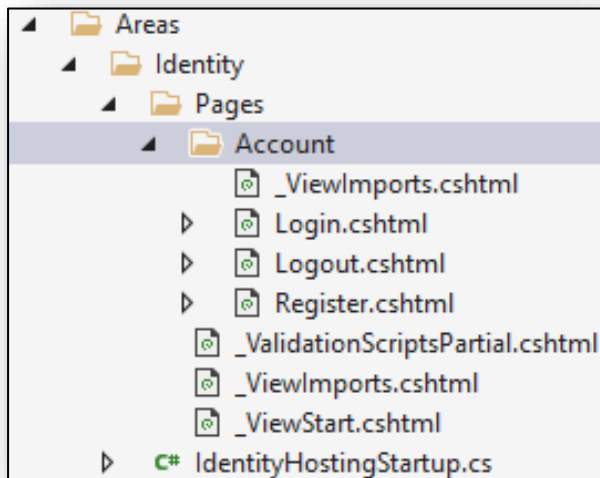 Areas
Identity
Pages
Account
_ViewImports.cshtml
Login.cshtml
Logout.cshtml
Register.cshtml
_ValidationScriptsPartial.cshtml
_ViewImports.cshtml
_ViewStart.cshtml
C# IdentityHostingStartup.cs